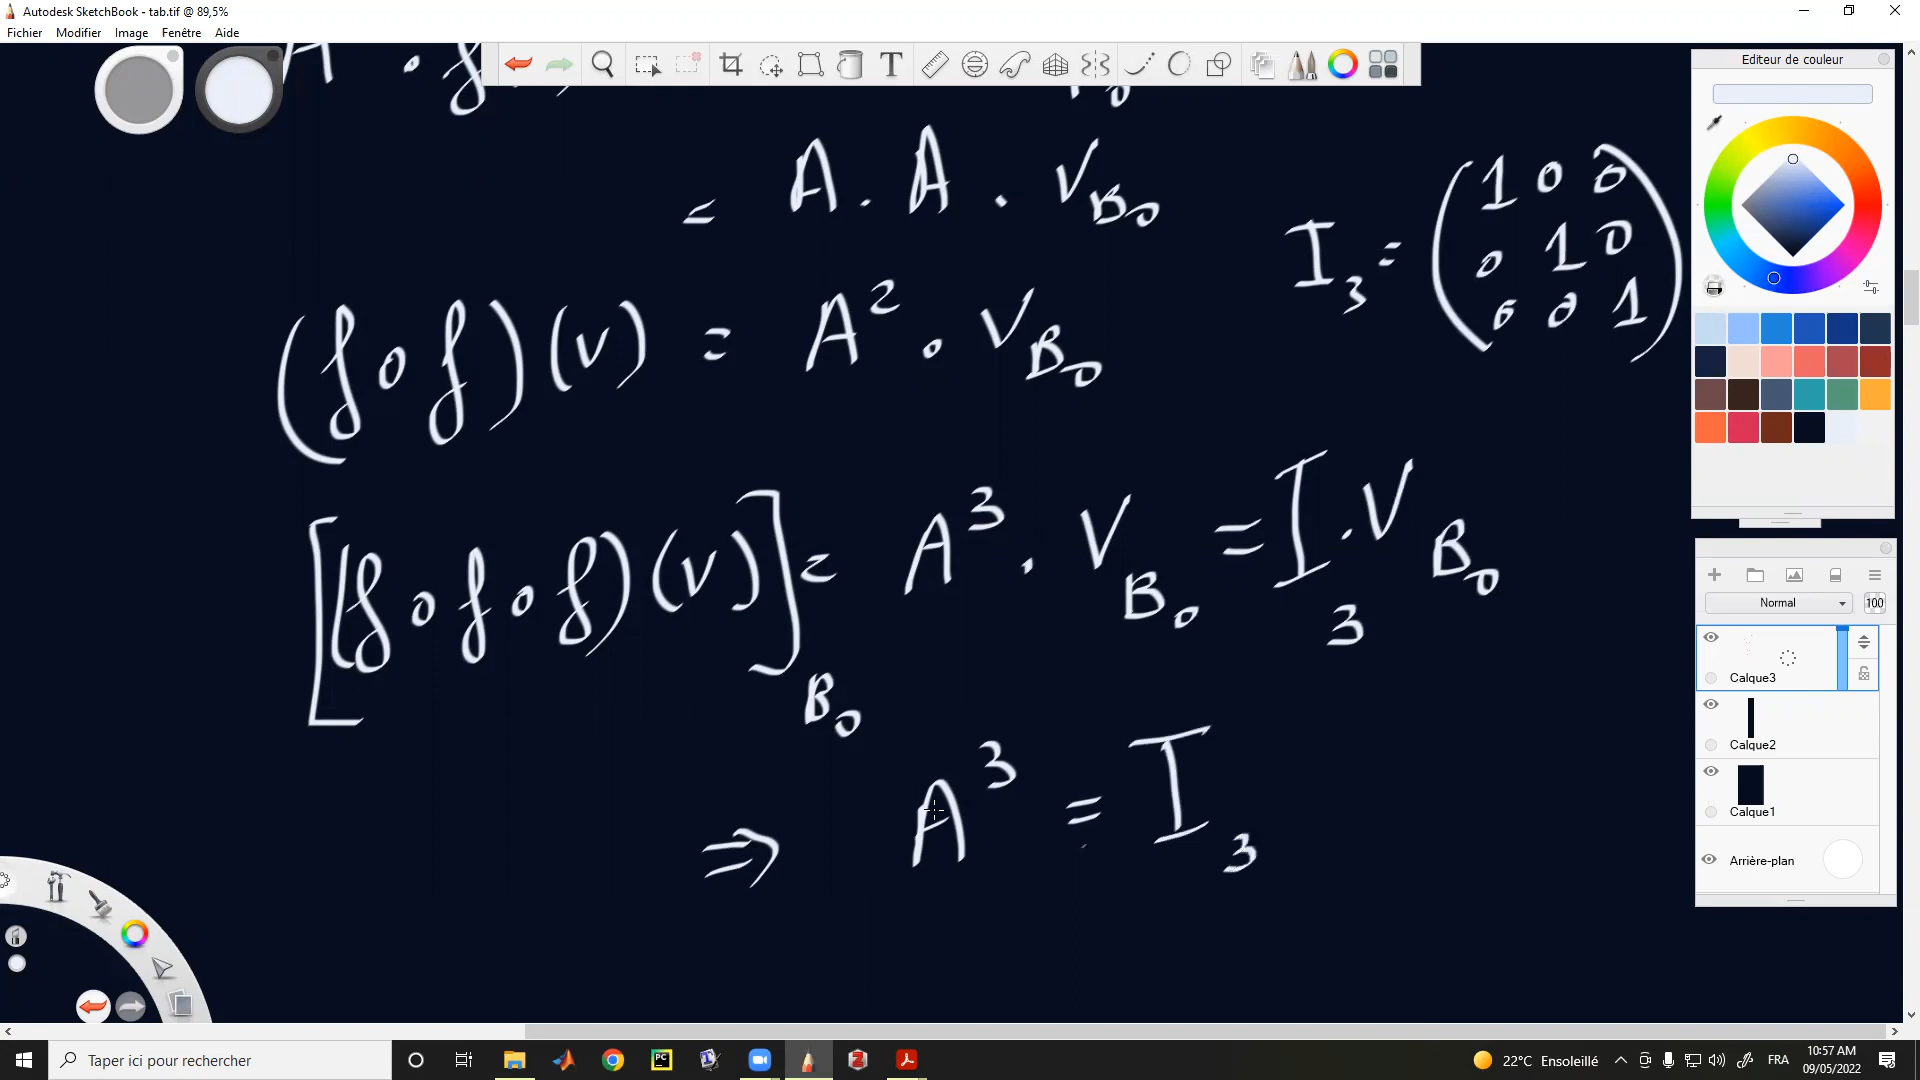 Autodesk SketchBook - tab.tif @ 89,5%
Fichier Modifier Image Fenêtre Aide
A . f
B₀
= A . A . V_B₀
(f o f)(v) = A² . V_B₀
I₃ = ( 1 0 0
0 1 0
0 0 1 )
[(f o f o f)(v)]_B₀ = A³ . V_B₀ = I₃ . V_B₀
⇒ A³ = I₃
Editeur de couleur
Normal 100
Calque3
Calque2
Calque1
Arrière-plan
Taper ici pour rechercher
PC
22°C Ensoleillé
FRA
10:57 AM
09/05/2022